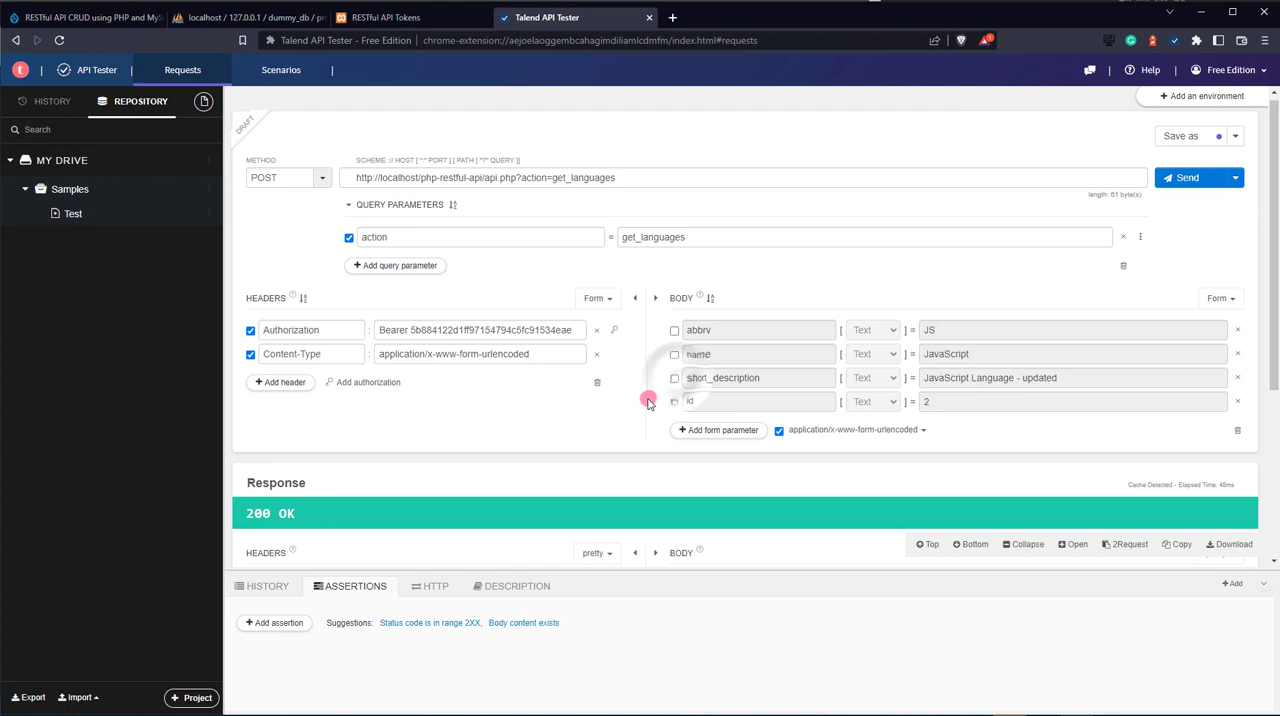 RESTful API CRUD using PHP and MyS
localhost / 127.0.0.1 / dummy_db / pr
RESTful API Tokens
Talend API Tester
Talend API Tester - Free Edition
chrome-extension://aejoelaoggembcahagimdiliamlcdmfm/index.html#requests
t
API Tester
Requests
Scenarios
Help
Free Edition
HISTORY
REPOSITORY
Add an environment
Search
DRAFT
Save as
MY DRIVE
METHOD
SCHEME :// HOST [ ":" PORT ] [ PATH [ "?" QUERY ]]
POST
http://localhost/php-restful-api/api.php?action=get_languages
Send
Samples
length: 61 byte(s)
QUERY PARAMETERS
Test
action = get_languages
Add query parameter
HEADERS
Form
BODY
Form
Authorization : Bearer 5b884122d1ff97154794c5fc91534eae
abbrv [ Text ] = JS
Content-Type : application/x-www-form-urlencoded
name [ Text ] = JavaScript
Add header
Add authorization
short_description [ Text ] = JavaScript Language - updated
id [ Text ] = 2
Add form parameter
application/x-www-form-urlencoded
Response
Cache Detected - Elapsed Time: 48ms
200 OK
HEADERS
pretty
BODY
Top
Bottom
Collapse
Open
2Request
Copy
Download
HISTORY
ASSERTIONS
HTTP
DESCRIPTION
Add
Add assertion
Suggestions: Status code is in range 2XX, Body content exists
Export
Import
Project